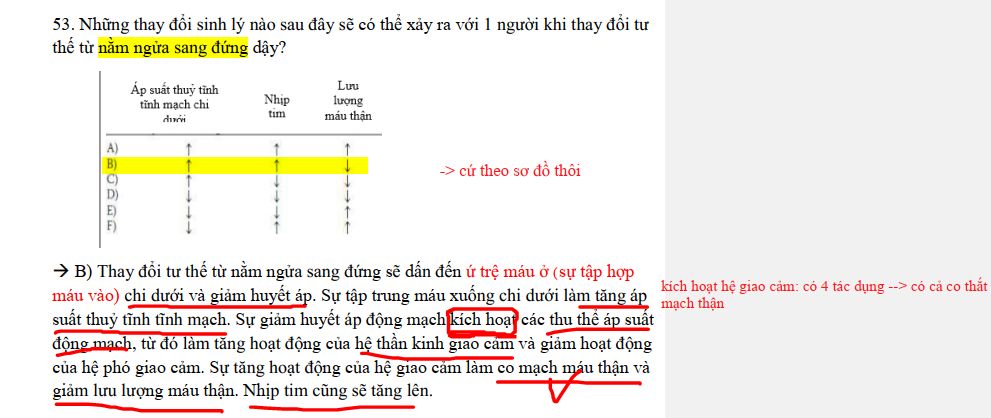 53. Những thay đổi sinh lý nào sau đây sẽ có thể xảy ra với 1 người khi thay đổi tư
thế từ nằm ngửa sang đứng dậy?
Áp suất thuỷ tĩnh
tĩnh mạch chi
dưới
Nhịp
tim
Lưu
lượng
máu thận
A) ↑ ↑ ↑
B) ↑ ↑ ↓
C) ↑ ↓ ↓
D) ↓ ↓ ↓
E) ↓ ↓ ↑
F) ↓ ↑ ↑
-> cứ theo sơ đồ thôi
→ B) Thay đổi tư thế từ nằm ngửa sang đứng sẽ dẫn đến ứ trệ máu ở (sự tập hợp
máu vào) chi dưới và giảm huyết áp. Sự tập trung máu xuống chi dưới làm tăng áp
suất thuỷ tĩnh tĩnh mạch. Sự giảm huyết áp động mạch kích hoạt các thu thể áp suất
động mạch, từ đó làm tăng hoạt động của hệ thần kinh giao cảm và giảm hoạt động
của hệ phó giao cảm. Sự tăng hoạt động của hệ giao cảm làm co mạch máu thận và
giảm lưu lượng máu thận. Nhịp tim cũng sẽ tăng lên.
kích hoạt hệ giao cảm: có 4 tác dụng --> có cả co thắt
mạch thận